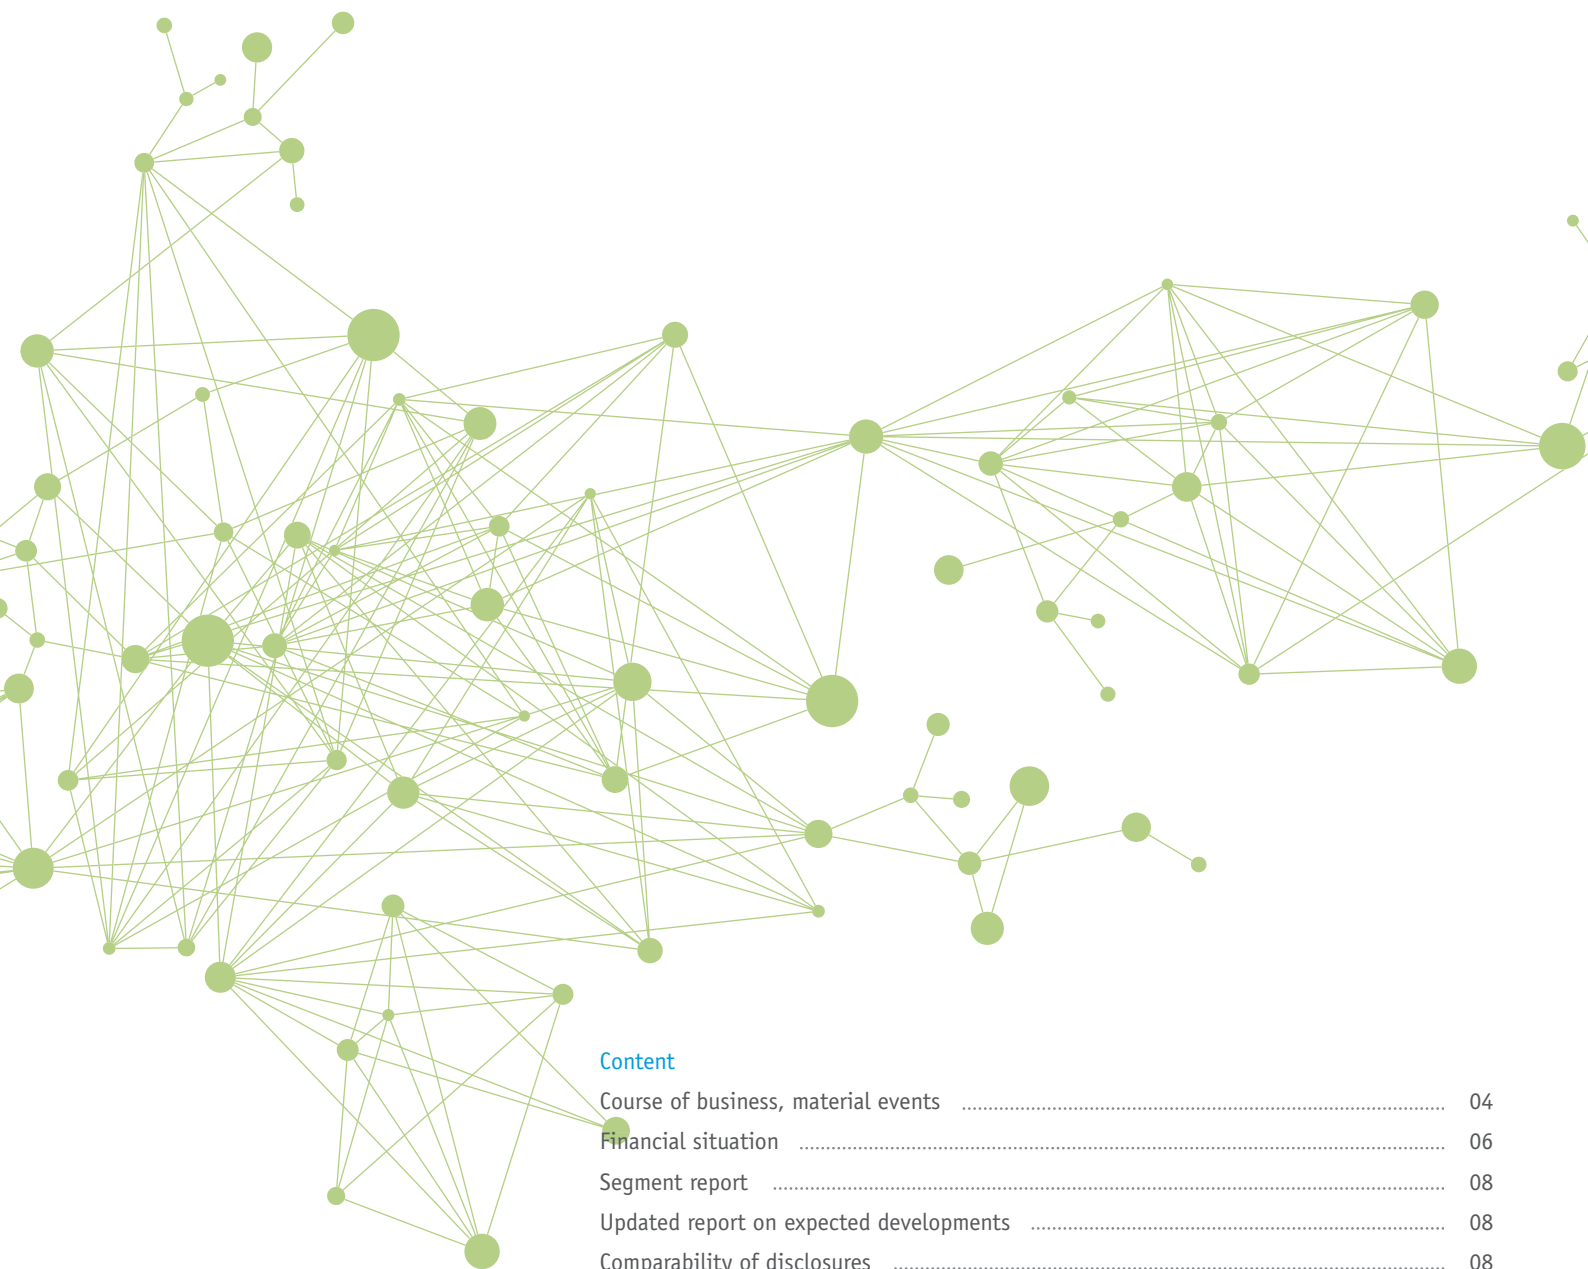 Content
Course of business, material events 04
Financial situation 06
Segment report 08
Updated report on expected developments 08
Comparability of disclosures 08